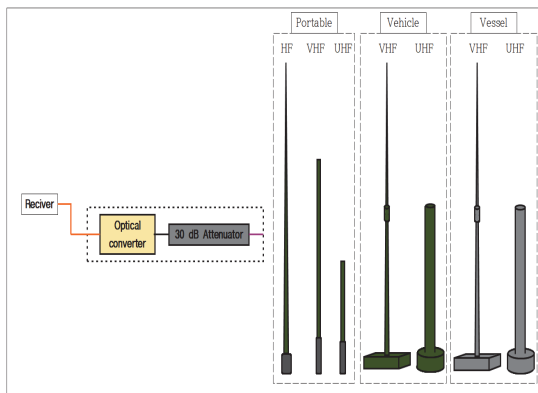 Portable
Vehicle
Vessel
HF VHF UHF
VHF UHF
VHF UHF
Reciver
Optical
converter
30 dB Attenuator